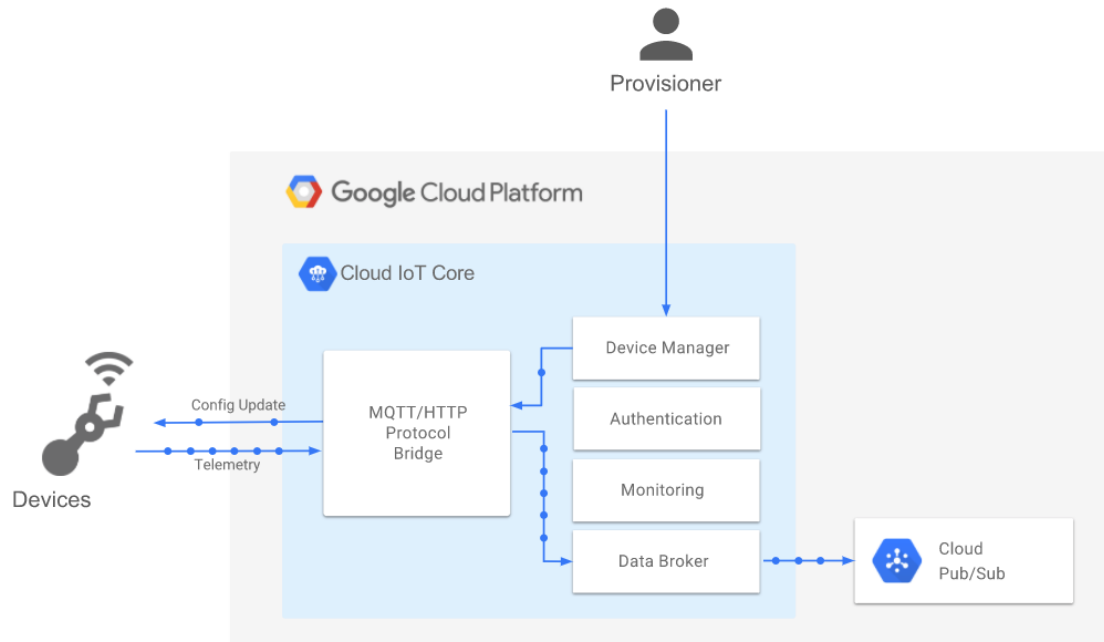 Provisioner
Google Cloud Platform
Cloud IoT Core
Device Manager
MQTT/HTTP
Protocol
Bridge
Config Update
Telemetry
Devices
Authentication
Monitoring
Data Broker
Cloud
Pub/Sub